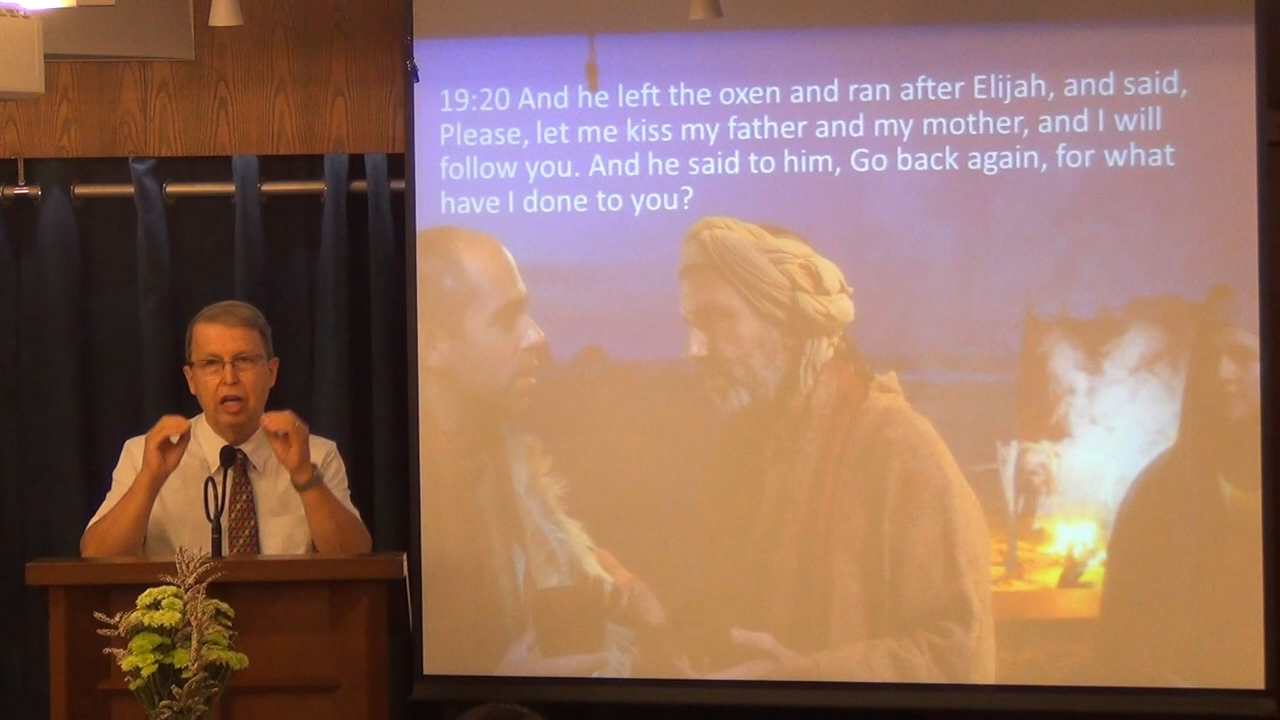 19:20 And he left the oxen and ran after Elijah, and said,
Please, let me kiss my father and my mother, and I will
follow you. And he said to him, Go back again, for what
have I done to you?